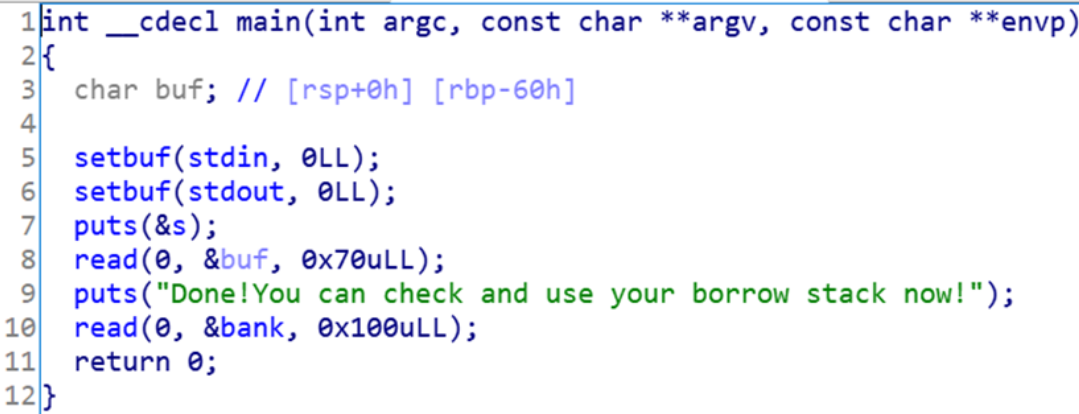 1 int __cdecl main(int argc, const char **argv, const char **envp)
2 {
3   char buf; // [rsp+0h] [rbp-60h]
4
5   setbuf(stdin, 0LL);
6   setbuf(stdout, 0LL);
7   puts(&s);
8   read(0, &buf, 0x70uLL);
9   puts("Done!You can check and use your borrow stack now!");
10   read(0, &bank, 0x100uLL);
11   return 0;
12 }